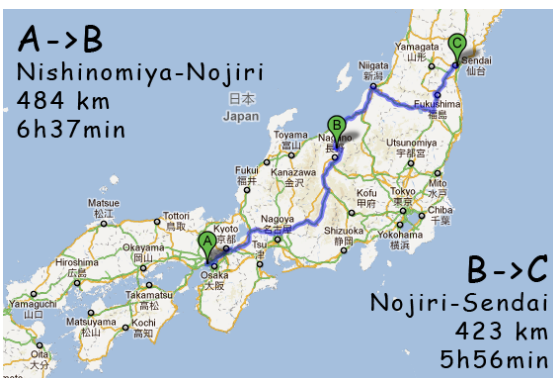 A->B
Nishinomiya-Nojiri
484 km
6h37min
Yamagata
山形
C
Sendai
仙台
Niigata
新潟
Fukushima
福島
日本
Japan
B
Nagano
Toyama
富山
Utsunomiya
宇都宮
Kanazawa
金沢
Mito
水戸
Fukui
福井
Kofu
甲府
Tokyo
東京
Chiba
千葉
Matsue
松江
Tottori
鳥取
Kyoto
京都
Nagoya
名古屋
Shizuoka
静岡
Yokohama
横浜
A
Tsu
津
Okayama
岡山
Osaka
大阪
Hiroshima
広島
Takamatsu
高松
Yamaguchi
山口
Matsuyama
松山
Kochi
高知
Oita
大分
B->C
Nojiri-Sendai
423 km
5h56min